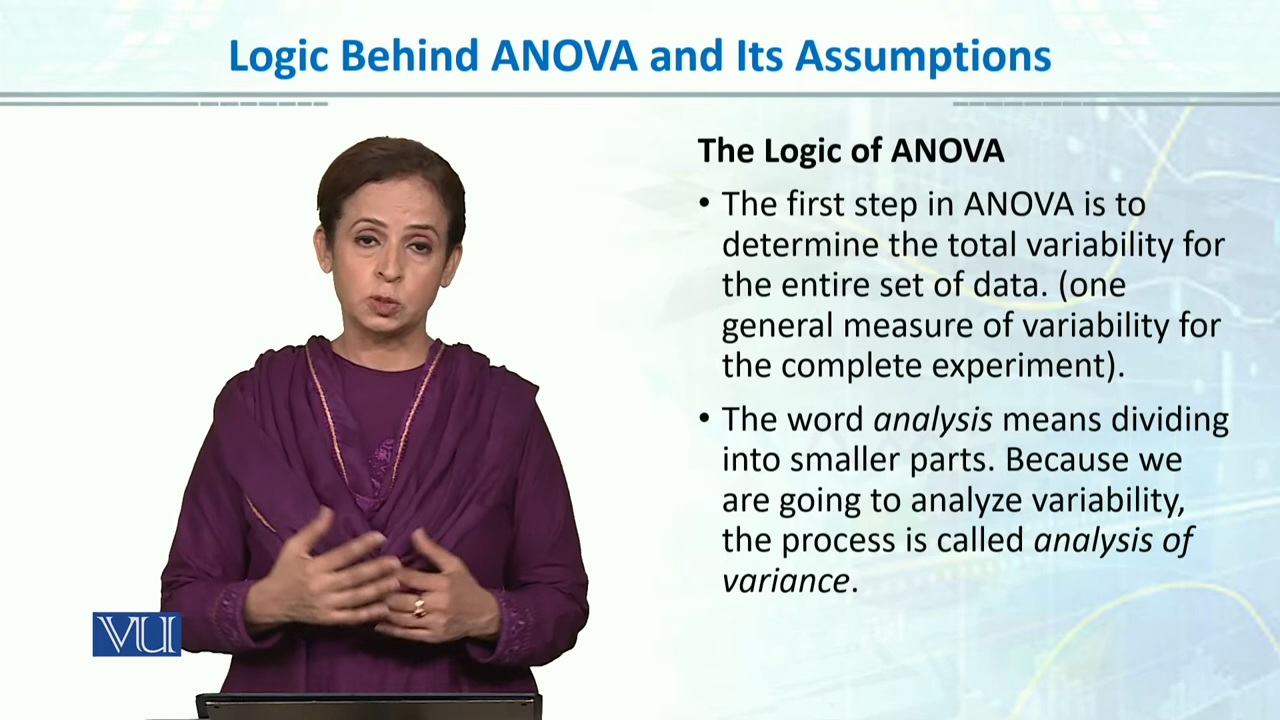 Logic Behind ANOVA and Its Assumptions
The Logic of ANOVA
• The first step in ANOVA is to
determine the total variability for
the entire set of data. (one
general measure of variability for
the complete experiment).
• The word analysis means dividing
into smaller parts. Because we
are going to analyze variability,
the process is called analysis of
variance.
VU